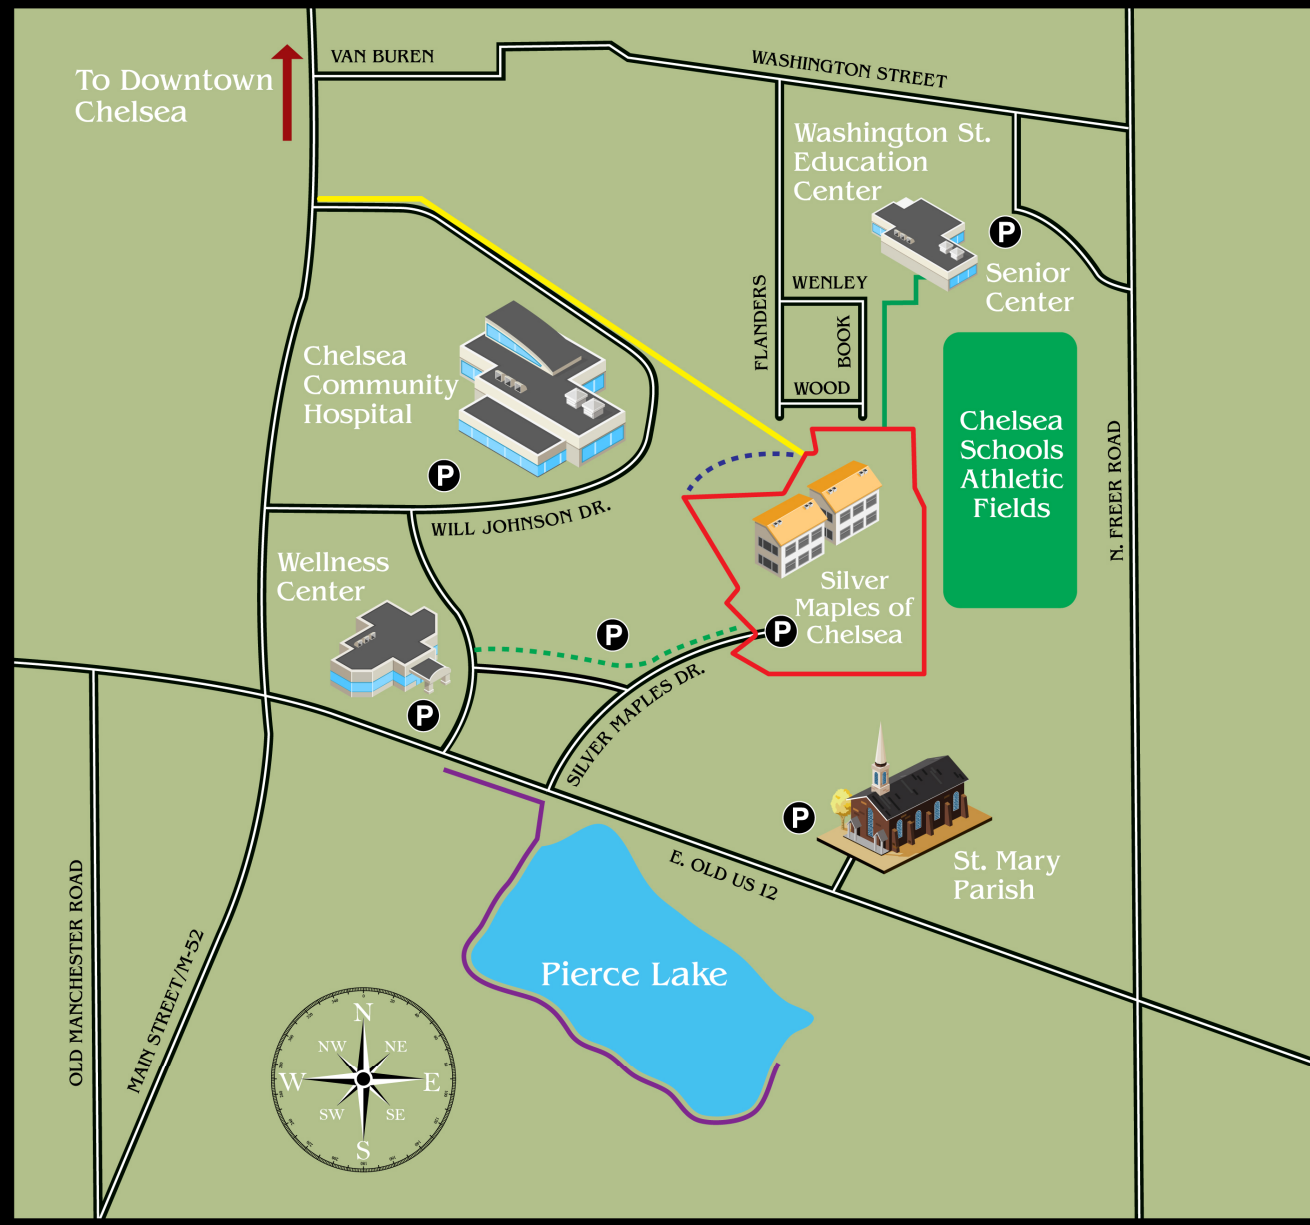 To Downtown
Chelsea
VAN BUREN
WASHINGTON STREET
Washington St.
Education
Center
P
Senior
Center
FLANDERS
WENLEY
BOOK
WOOD
Chelsea
Community
Hospital
P
Chelsea
Schools
Athletic
Fields
N. FREER ROAD
WILL JOHNSON DR.
Wellness
Center
P
P
Silver
Maples of
Chelsea
P
SILVER MAPLES DR.
P
St. Mary
Parish
E. OLD US 12
OLD MANCHESTER ROAD
MAIN STREET/M-52
Pierce Lake
N
NW
NE
W
E
SW
SE
S